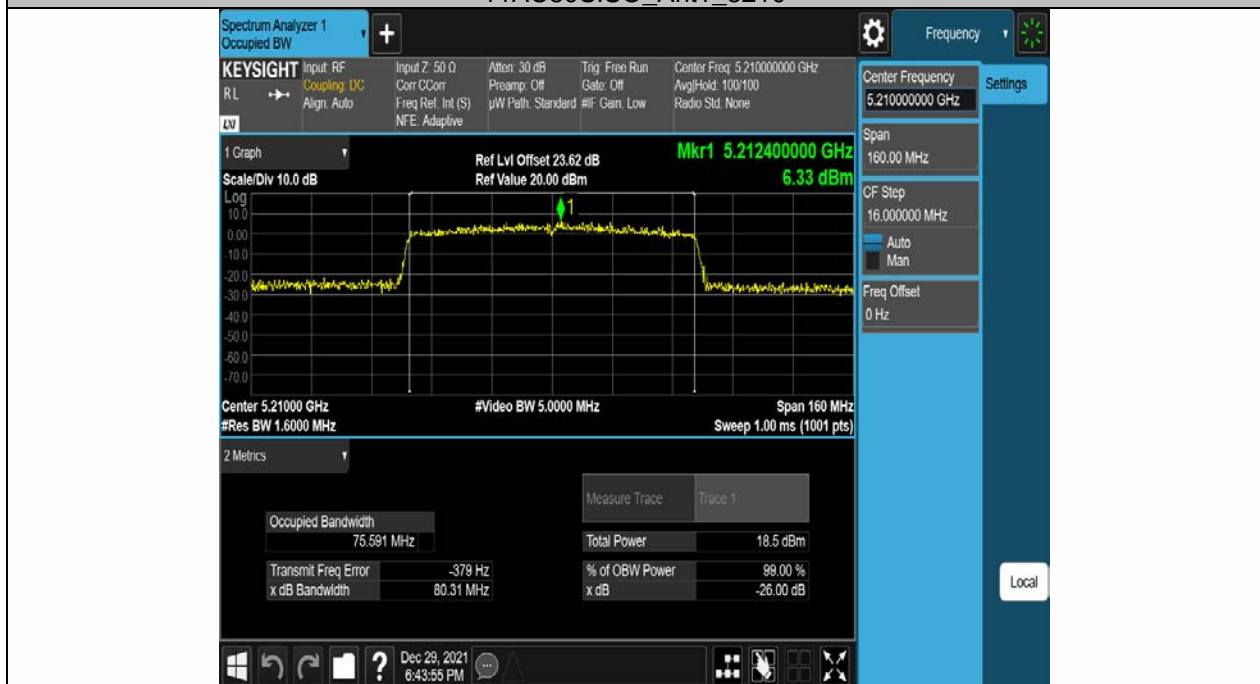 Spectrum Analyzer 1
Occupied BW
Frequency
KEYSIGHT
RL
LXI
Input: RF
Coupling: DC
Align: Auto
Input Z: 50 Ω
Corr CCorr
Freq Ref: Int (S)
NFE: Adaptive
Atten: 30 dB
Preamp: Off
µW Path: Standard
Trig: Free Run
Gate: Off
#IF Gain: Low
Center Freq: 5.210000000 GHz
Avg|Hold: 100/100
Radio Std: None
Center Frequency
5.210000000 GHz
Settings
Span
160.00 MHz
CF Step
16.000000 MHz
Auto
Man
Freq Offset
0 Hz
1 Graph
Scale/Div 10.0 dB
Ref Lvl Offset 23.62 dB
Ref Value 20.00 dBm
Mkr1 5.212400000 GHz
6.33 dBm
Log
10.0
0.00
-10.0
-20.0
-30.0
-40.0
-50.0
-60.0
-70.0
1
Center 5.21000 GHz
#Res BW 1.6000 MHz
#Video BW 5.0000 MHz
Span 160 MHz
Sweep 1.00 ms (1001 pts)
2 Metrics
Measure Trace Trace 1
Occupied Bandwidth
75.591 MHz
Total Power 18.5 dBm
Transmit Freq Error -379 Hz
% of OBW Power 99.00 %
x dB Bandwidth 80.31 MHz
x dB -26.00 dB
Local
?
Dec 29, 2021
6:43:55 PM